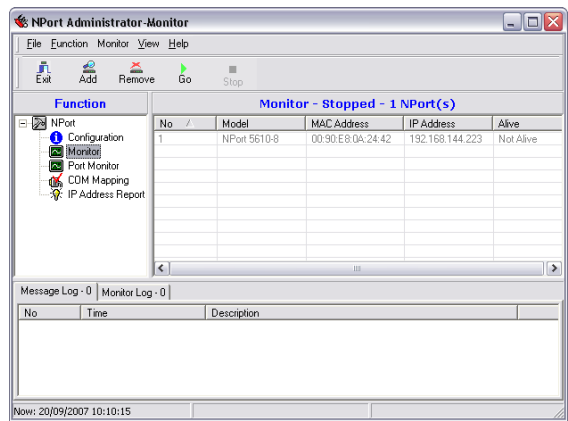 NPort Administrator-Monitor
File Function Monitor View Help
Exit Add Remove Go Stop
Function
Monitor - Stopped - 1 NPort(s)
NPort
Configuration
Monitor
Port Monitor
COM Mapping
IP Address Report
No Model MAC Address IP Address Alive
1 NPort 5610-8 00:90:E8:0A:24:42 192.168.144.223 Not Alive
Message Log - 0 Monitor Log - 0
No Time Description
Now: 20/09/2007 10:10:15